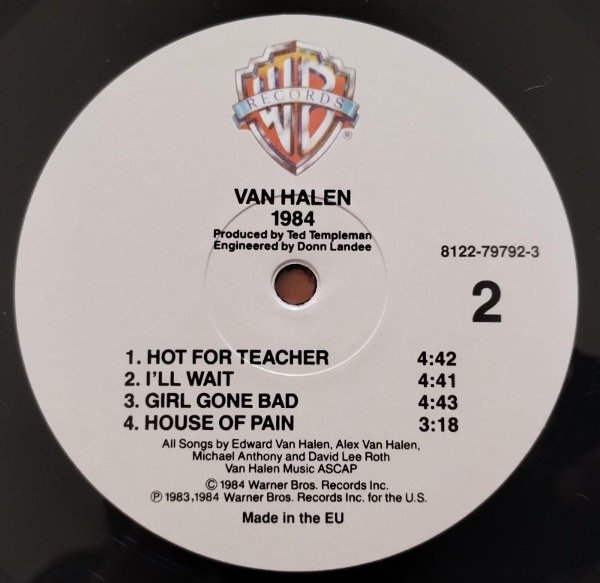 WB
RECORDS
®
VAN HALEN
1984
Produced by Ted Templeman
Engineered by Donn Landee
8122-79792-3
2
1. HOT FOR TEACHER 4:42
2. I'LL WAIT 4:41
3. GIRL GONE BAD 4:43
4. HOUSE OF PAIN 3:18
All Songs by Edward Van Halen, Alex Van Halen,
Michael Anthony and David Lee Roth
Van Halen Music ASCAP
© 1984 Warner Bros. Records Inc.
℗ 1983,1984 Warner Bros. Records Inc. for the U.S.
Made in the EU